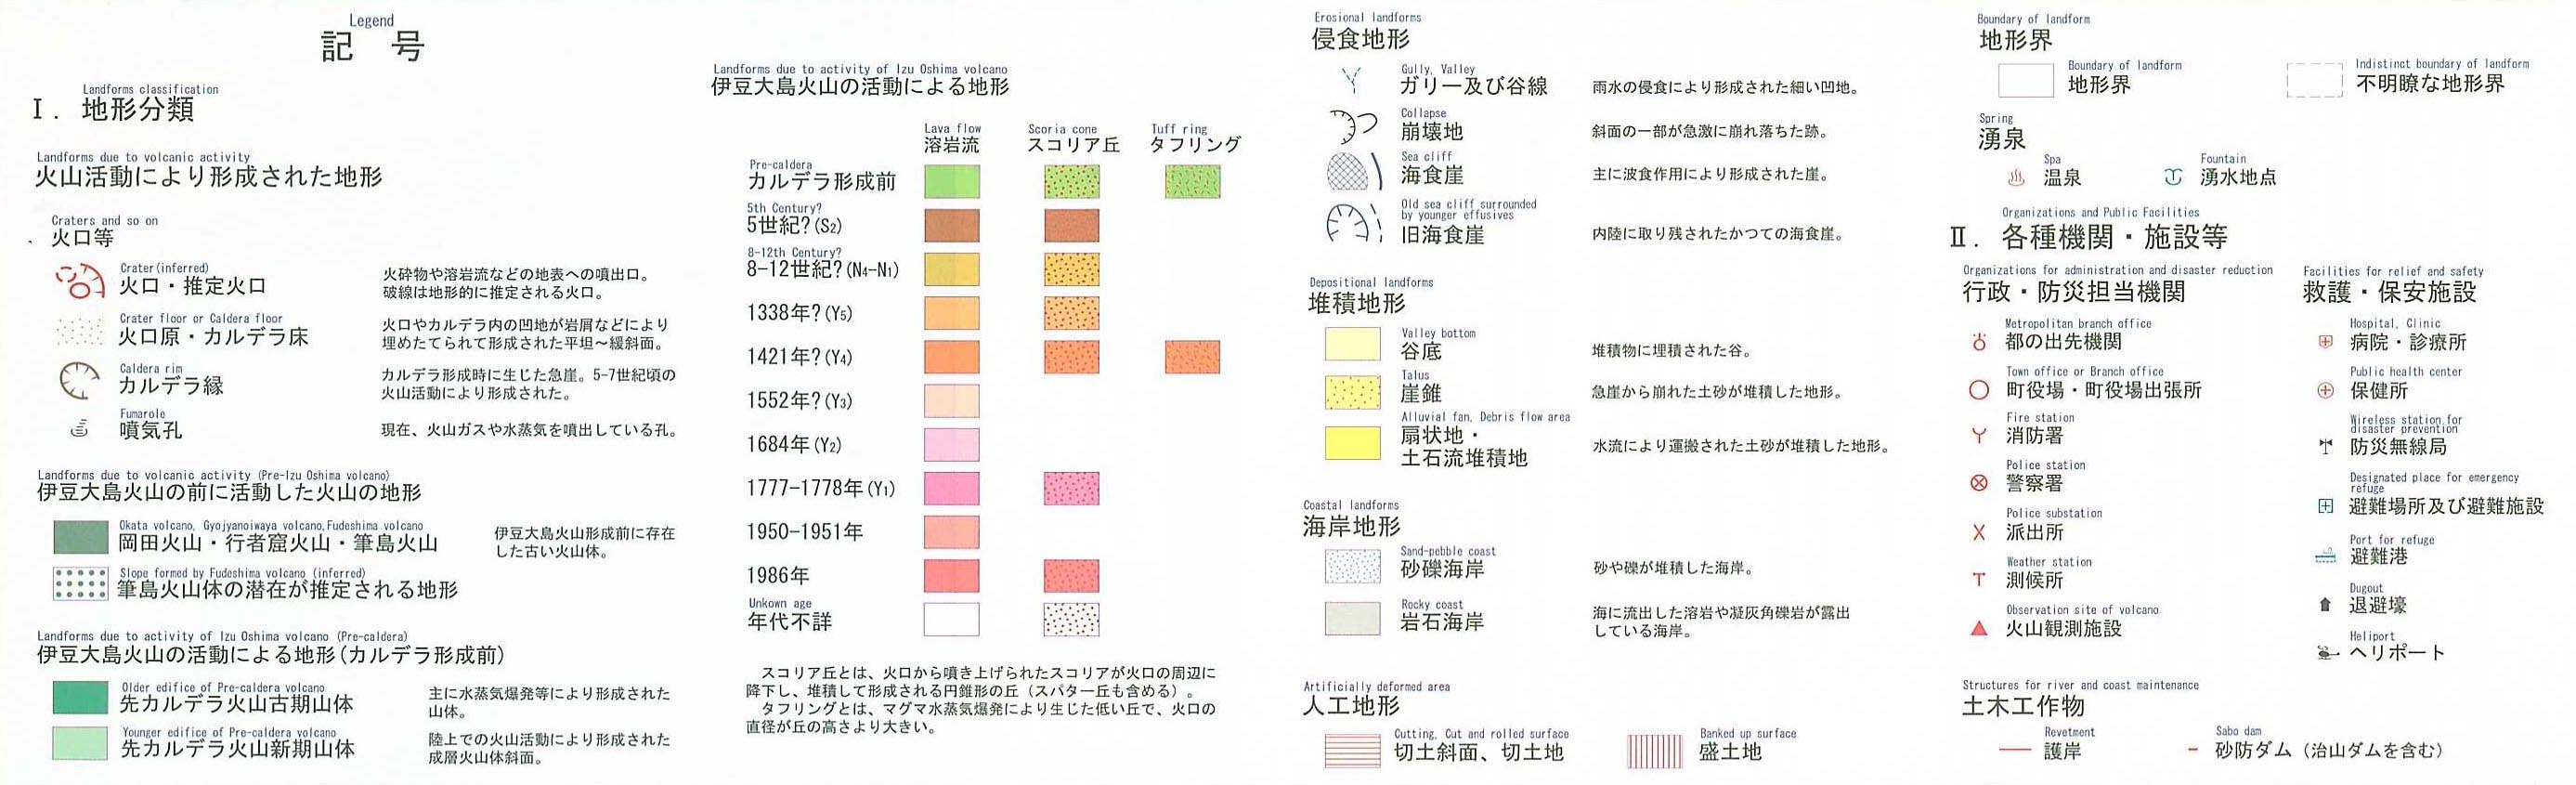 Legend
記 号
Landforms classification
Ⅰ. 地形分類
Landforms due to volcanic activity
火山活動により形成された地形
Craters and so on
火口等
Crater(inferred)
火口・推定火口
火砕物や溶岩流などの地表への噴出口。
破線は地形的に推定される火口。
Crater floor or Caldera floor
火口原・カルデラ床
火口やカルデラ内の凹地が岩屑などにより
埋めたてられて形成された平坦～緩斜面。
Caldera rim
カルデラ縁
カルデラ形成時に生じた急崖。5-7世紀頃の
火山活動により形成された。
Fumarole
噴気孔
現在、火山ガスや水蒸気を噴出している孔。
Landforms due to volcanic activity (Pre-Izu Oshima volcano)
伊豆大島火山の前に活動した火山の地形
Okata volcano, Gyojyanoiwaya volcano,Fudeshima volcano
岡田火山・行者窟火山・筆島火山
伊豆大島火山形成前に存在
した古い火山体。
Slope formed by Fudeshima volcano (inferred)
筆島火山体の潜在が推定される地形
Landforms due to activity of Izu Oshima volcano (Pre-caldera)
伊豆大島火山の活動による地形(カルデラ形成前)
Older edifice of Pre-caldera volcano
先カルデラ火山古期山体
主に水蒸気爆発等により形成された
山体。
Younger edifice of Pre-caldera volcano
先カルデラ火山新期山体
陸上での火山活動により形成された
成層火山体斜面。
Landforms due to activity of Izu Oshima volcano
伊豆大島火山の活動による地形
Lava flow
溶岩流
Scoria cone
スコリア丘
Tuff ring
タフリング
Pre-caldera
カルデラ形成前
5th Century?
5世紀?(S2)
8-12th Century?
8-12世紀?(N4-N1)
1338年?(Y5)
1421年?(Y4)
1552年?(Y3)
1684年(Y2)
1777-1778年(Y1)
1950-1951年
1986年
Unkown age
年代不詳
スコリア丘とは、火口から噴き上げられたスコリアが火口の周辺に
降下し、堆積して形成される円錐形の丘（スパター丘も含める）。
タフリングとは、マグマ水蒸気爆発により生じた低い丘で、火口の
直径が丘の高さより大きい。
Erosional landforms
侵食地形
Gully, Valley
ガリー及び谷線
雨水の侵食により形成された細い凹地。
Collapse
崩壊地
斜面の一部が急激に崩れ落ちた跡。
Sea cliff
海食崖
主に波食作用により形成された崖。
Old sea cliff surrounded
by younger effusives
旧海食崖
内陸に取り残されたかつての海食崖。
Depositional landforms
堆積地形
Valley bottom
谷底
堆積物に埋積された谷。
Talus
崖錐
急崖から崩れた土砂が堆積した地形。
Alluvial fan, Debris flow area
扇状地・
土石流堆積地
水流により運搬された土砂が堆積した地形。
Coastal landforms
海岸地形
Sand-pebble coast
砂礫海岸
砂や礫が堆積した海岸。
Rocky coast
岩石海岸
海に流出した溶岩や凝灰角礫岩が露出
している海岸。
Artificially deformed area
人工地形
Cutting, Cut and rolled surface
切土斜面、切土地
Banked up surface
盛土地
Boundary of landform
地形界
Boundary of landform
地形界
Indistinct boundary of landform
不明瞭な地形界
Spring
湧泉
Spa
温泉
Fountain
湧水地点
Organizations and Public Facilities
Ⅱ. 各種機関・施設等
Organizations for administration and disaster reduction
行政・防災担当機関
Metropolitan branch office
都の出先機関
Town office or Branch office
町役場・町役場出張所
Fire station
消防署
Police station
警察署
Police substation
派出所
Weather station
測候所
Observation site of volcano
火山観測施設
Facilities for relief and safety
救護・保安施設
Hospital, Clinic
病院・診療所
Public health center
保健所
Wireless station for
disaster prevention
防災無線局
Designated place for emergency
refuge
避難場所及び避難施設
Port for refuge
避難港
Dugout
退避壕
Heliport
ヘリポート
Structures for river and coast maintenance
土木工作物
Revetment
護岸
Sabo dam
砂防ダム（治山ダムを含む）